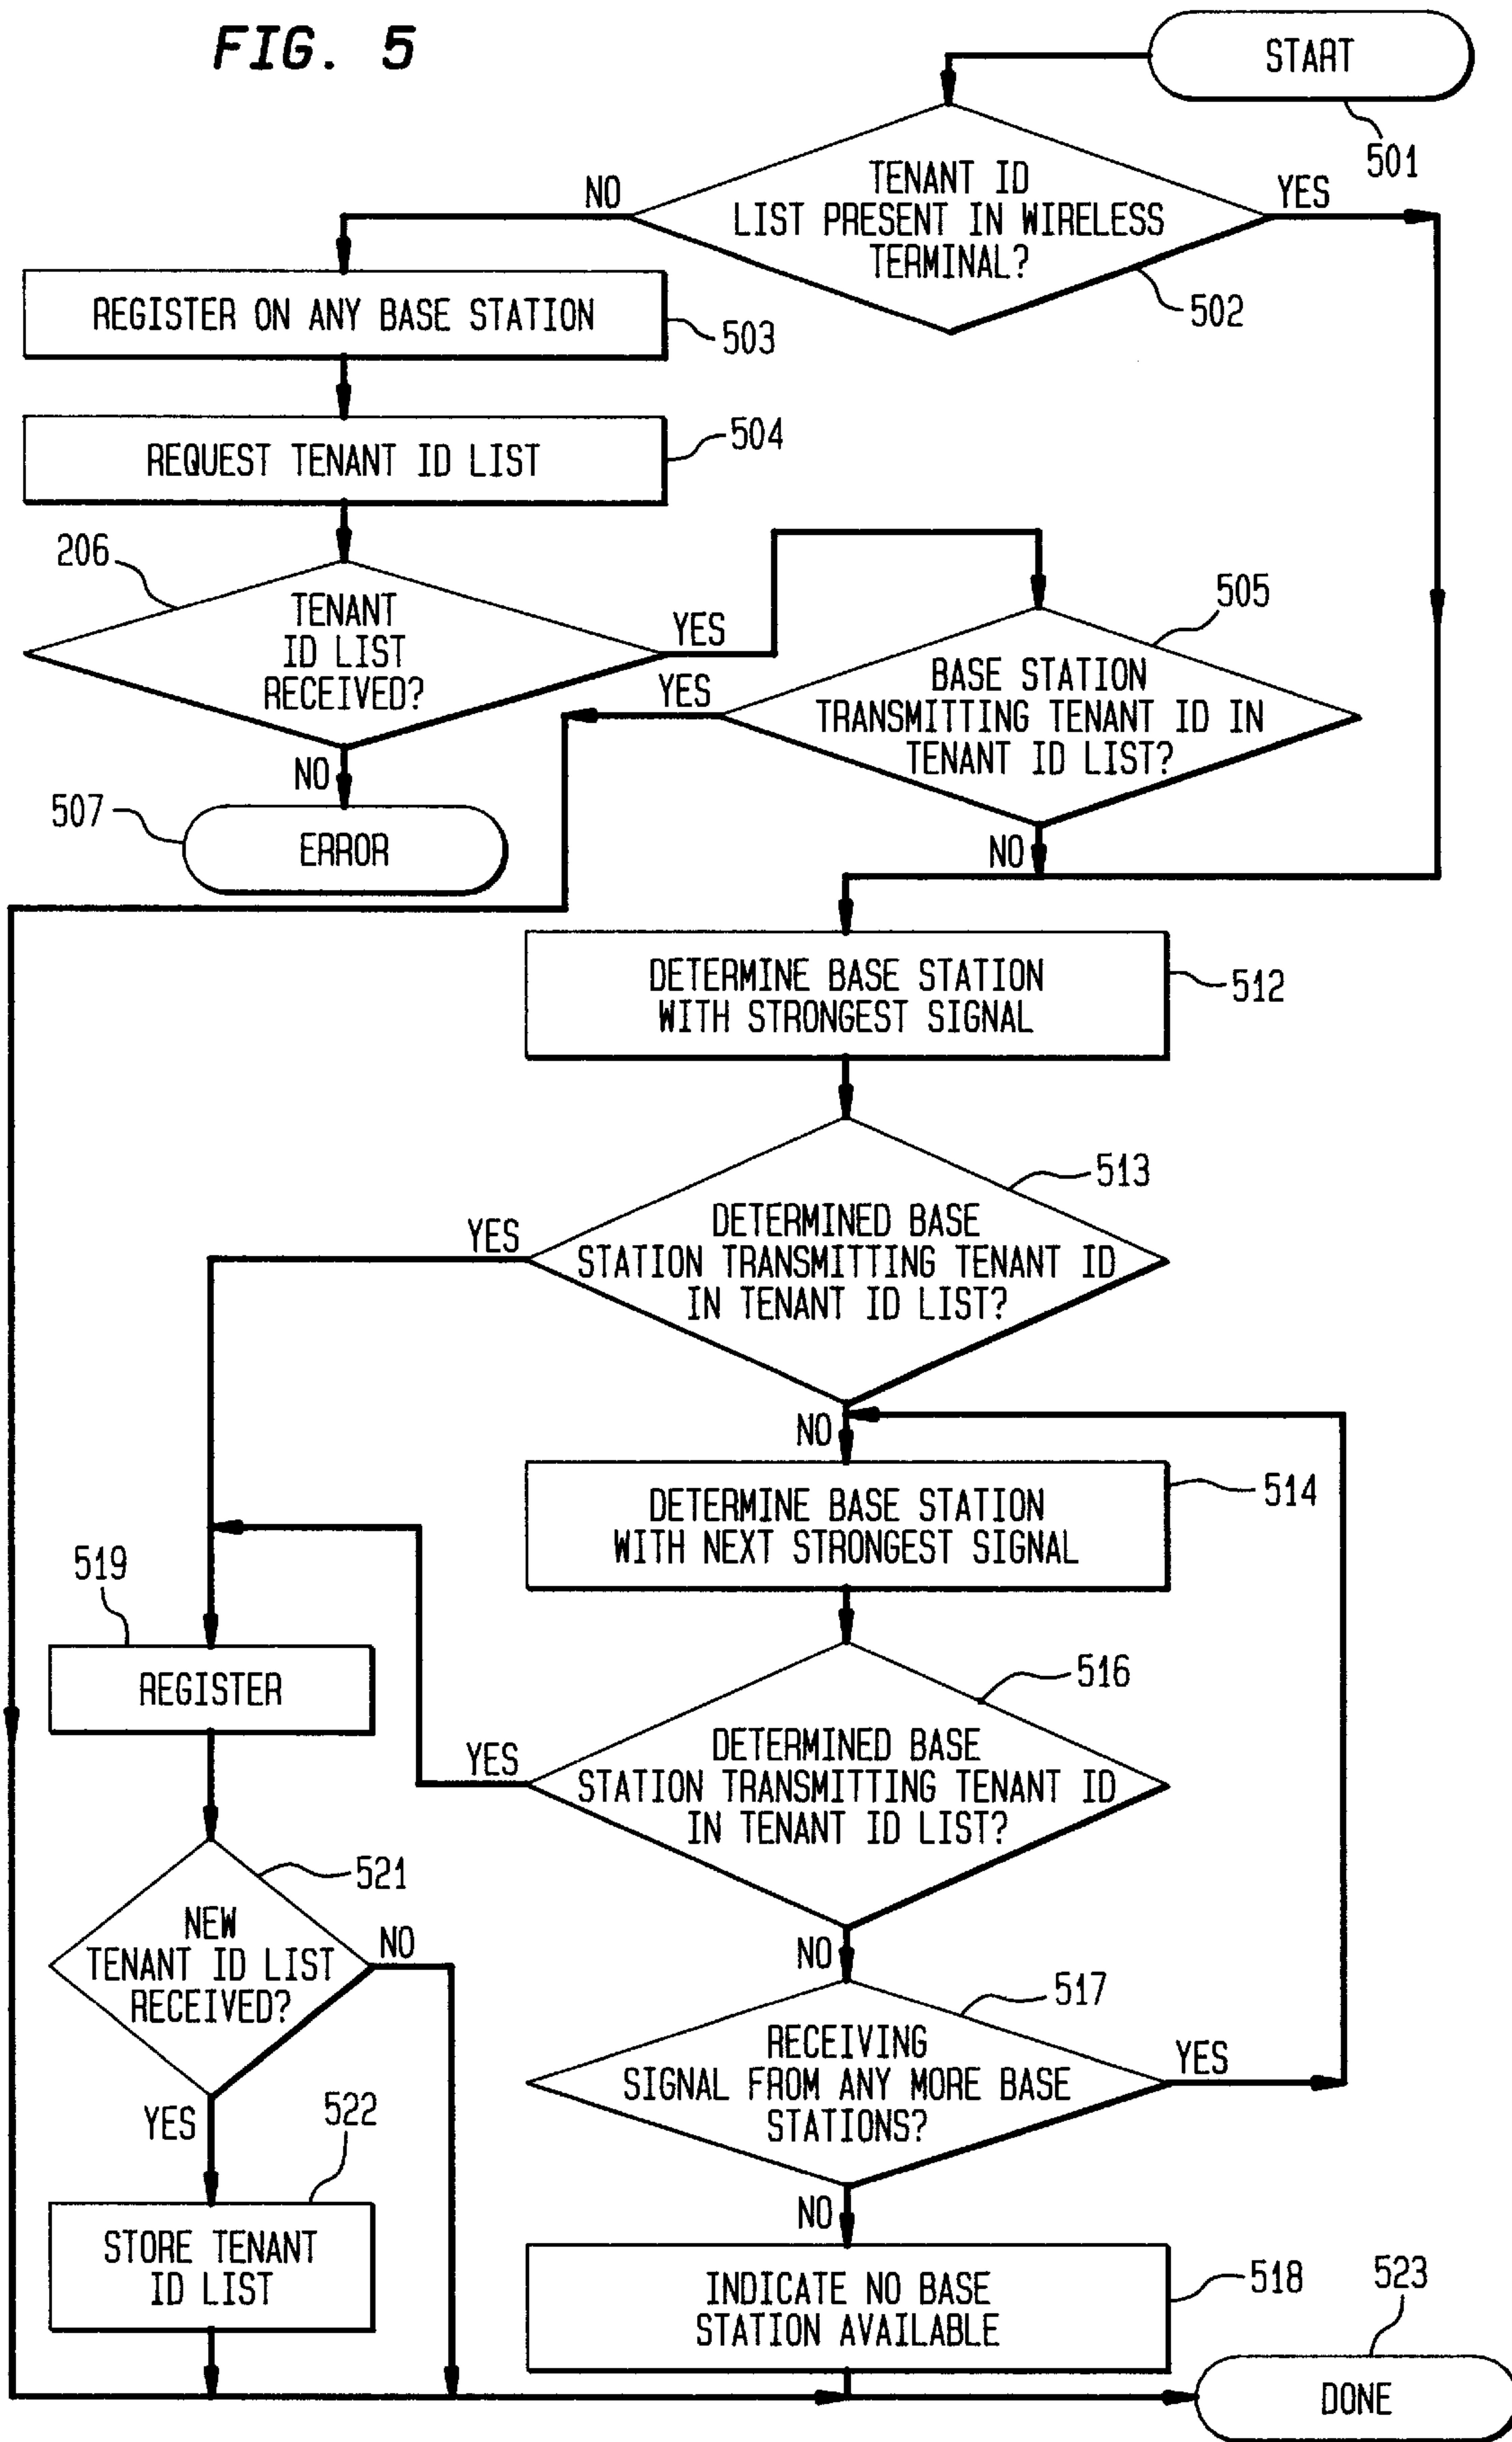 FIG. 5
START
501
TENANT ID
LIST PRESENT IN WIRELESS
TERMINAL?
NO
YES
502
REGISTER ON ANY BASE STATION
503
REQUEST TENANT ID LIST
504
206
TENANT
ID LIST
RECEIVED?
YES
NO
507
ERROR
505
BASE STATION
TRANSMITTING TENANT ID IN
TENANT ID LIST?
YES
NO
DETERMINE BASE STATION
WITH STRONGEST SIGNAL
512
513
DETERMINED BASE
STATION TRANSMITTING TENANT ID
IN TENANT ID LIST?
YES
NO
DETERMINE BASE STATION
WITH NEXT STRONGEST SIGNAL
514
519
REGISTER
516
DETERMINED BASE
STATION TRANSMITTING TENANT ID
IN TENANT ID LIST?
YES
NO
521
NEW
TENANT ID LIST
RECEIVED?
NO
YES
517
RECEIVING
SIGNAL FROM ANY MORE BASE
STATIONS?
YES
NO
522
STORE TENANT
ID LIST
INDICATE NO BASE
STATION AVAILABLE
518
523
DONE